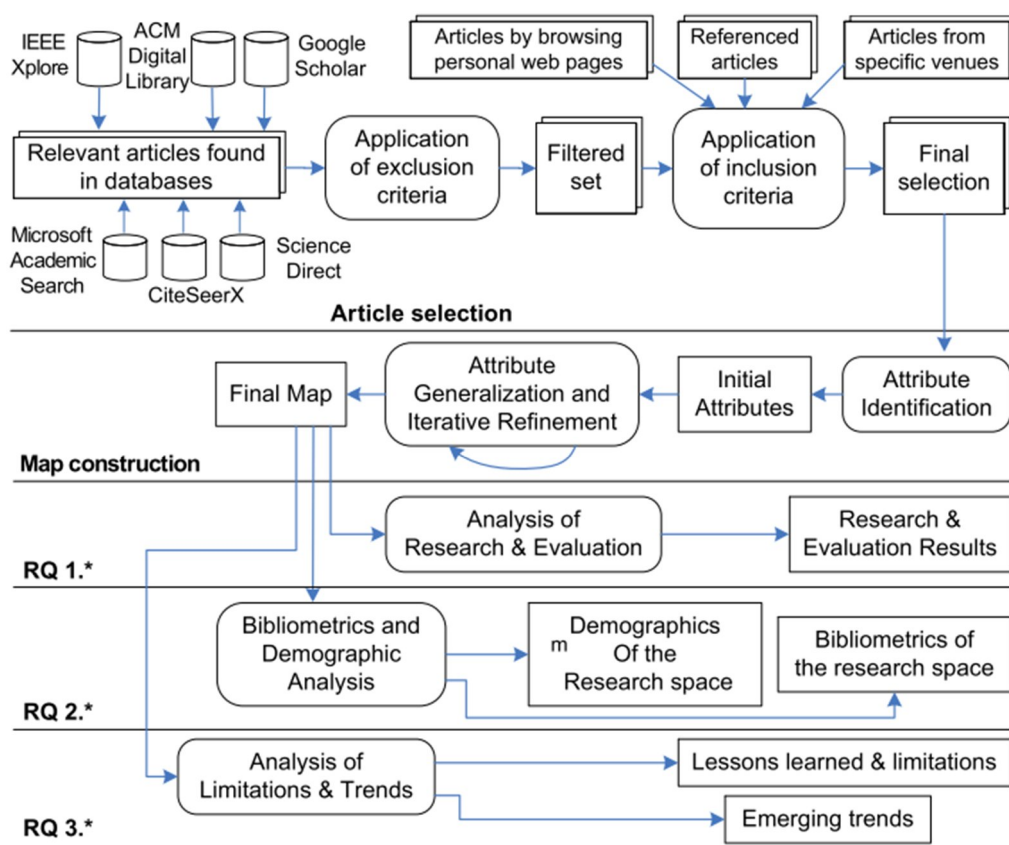 IEEE
Xplore
ACM
Digital
Library
Google
Scholar
Articles by browsing
personal web pages
Referenced
articles
Articles from
specific venues
Relevant articles found
in databases
Application
of exclusion
criteria
Filtered
set
Application
of inclusion
criteria
Final
selection
Microsoft
Academic
Search
CiteSeerX
Science
Direct
Article selection
Final Map
Attribute
Generalization and
Iterative Refinement
Initial
Attributes
Attribute
Identification
Map construction
Analysis of
Research & Evaluation
Research &
Evaluation Results
RQ 1.*
Bibliometrics and
Demographic
Analysis
m
Demographics
Of the
Research space
Bibliometrics of
the research space
RQ 2.*
Analysis of
Limitations & Trends
Lessons learned & limitations
Emerging trends
RQ 3.*